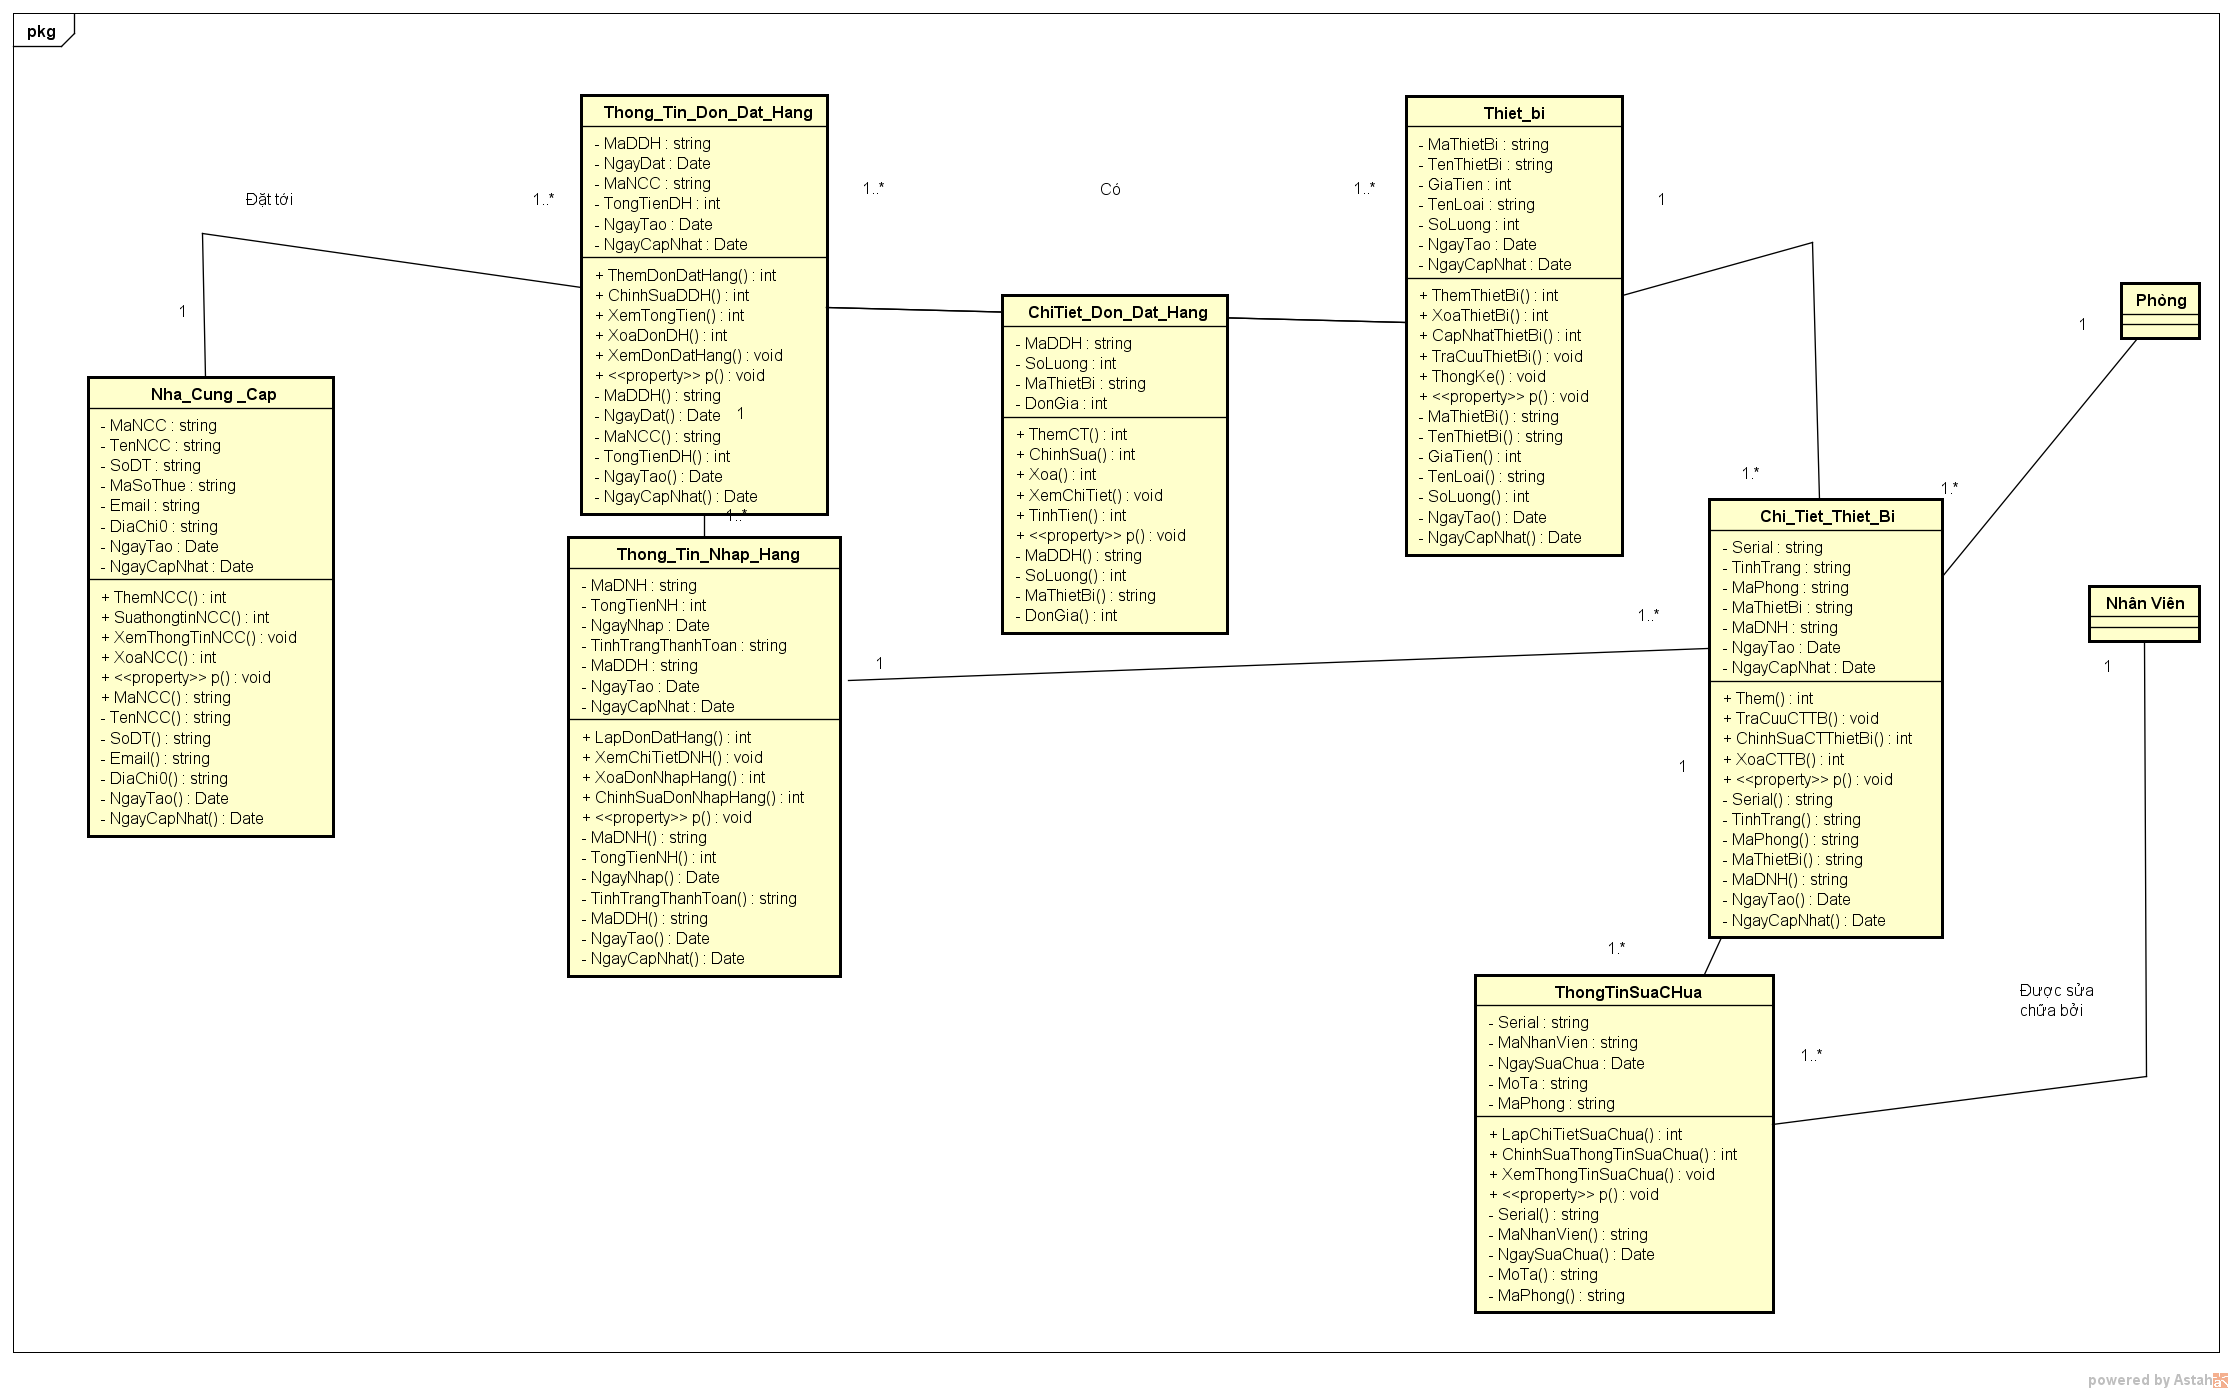 pkg
Đặt tới
1..*
1
Nha_Cung _Cap
- MaNCC : string
- TenNCC : string
- SoDT : string
- MaSoThue : string
- Email : string
- DiaChi0 : string
- NgayTao : Date
- NgayCapNhat : Date
+ ThemNCC() : int
+ SuathongtinNCC() : int
+ XemThongTinNCC() : void
+ XoaNCC() : int
+ <<property>> p() : void
+ MaNCC() : string
- TenNCC() : string
- SoDT() : string
- Email() : string
- DiaChi0() : string
- NgayTao() : Date
- NgayCapNhat() : Date
Thong_Tin_Don_Dat_Hang
- MaDDH : string
- NgayDat : Date
- MaNCC : string
- TongTienDH : int
- NgayTao : Date
- NgayCapNhat : Date
+ ThemDonDatHang() : int
+ ChinhSuaDDH() : int
+ XemTongTien() : int
+ XoaDonDH() : int
+ XemDonDatHang() : void
+ <<property>> p() : void
- MaDDH() : string
- NgayDat() : Date
- MaNCC() : string
- TongTienDH() : int
- NgayTao() : Date
- NgayCapNhat() : Date
1
1..*
Thong_Tin_Nhap_Hang
- MaDNH : string
- TongTienNH : int
- NgayNhap : Date
- TinhTrangThanhToan : string
- MaDDH : string
- NgayTao : Date
- NgayCapNhat : Date
+ LapDonDatHang() : int
+ XemChiTietDNH() : void
+ XoaDonNhapHang() : int
+ ChinhSuaDonNhapHang() : int
+ <<property>> p() : void
- MaDNH() : string
- TongTienNH() : int
- NgayNhap() : Date
- TinhTrangThanhToan() : string
- MaDDH() : string
- NgayTao() : Date
- NgayCapNhat() : Date
1..*
Có
1..*
ChiTiet_Don_Dat_Hang
- MaDDH : string
- SoLuong : int
- MaThietBi : string
- DonGia : int
+ ThemCT() : int
+ ChinhSua() : int
+ Xoa() : int
+ XemChiTiet() : void
+ TinhTien() : int
+ <<property>> p() : void
- MaDDH() : string
- SoLuong() : int
- MaThietBi() : string
- DonGia() : int
Thiet_bi
- MaThietBi : string
- TenThietBi : string
- GiaTien : int
- TenLoai : string
- SoLuong : int
- NgayTao : Date
- NgayCapNhat : Date
+ ThemThietBi() : int
+ XoaThietBi() : int
+ CapNhatThietBi() : int
+ TraCuuThietBi() : void
+ ThongKe() : void
+ <<property>> p() : void
- MaThietBi() : string
- TenThietBi() : string
- GiaTien() : int
- TenLoai() : string
- SoLuong() : int
- NgayTao() : Date
- NgayCapNhat() : Date
1
1..*
Phòng
1
1..*
Chi_Tiet_Thiet_Bi
- Serial : string
- TinhTrang : string
- MaPhong : string
- MaThietBi : string
- MaDNH : string
- NgayTao : Date
- NgayCapNhat : Date
+ Them() : int
+ TraCuuCTTB() : void
+ ChinhSuaCTThietBi() : int
+ XoaCTTB() : int
+ <<property>> p() : void
- Serial() : string
- TinhTrang() : string
- MaPhong() : string
- MaThietBi() : string
- MaDNH() : string
- NgayTao() : Date
- NgayCapNhat() : Date
1
1..*
Nhân Viên
1
1
1..*
ThongTinSuaCHua
- Serial : string
- MaNhanVien : string
- NgaySuaChua : Date
- MoTa : string
- MaPhong : string
+ LapChiTietSuaChua() : int
+ ChinhSuaThongTinSuaChua() : int
+ XemThongTinSuaChua() : void
+ <<property>> p() : void
- Serial() : string
- MaNhanVien() : string
- NgaySuaChua() : Date
- MoTa() : string
- MaPhong() : string
Được sửa
chữa bởi
1..*
powered by Astah